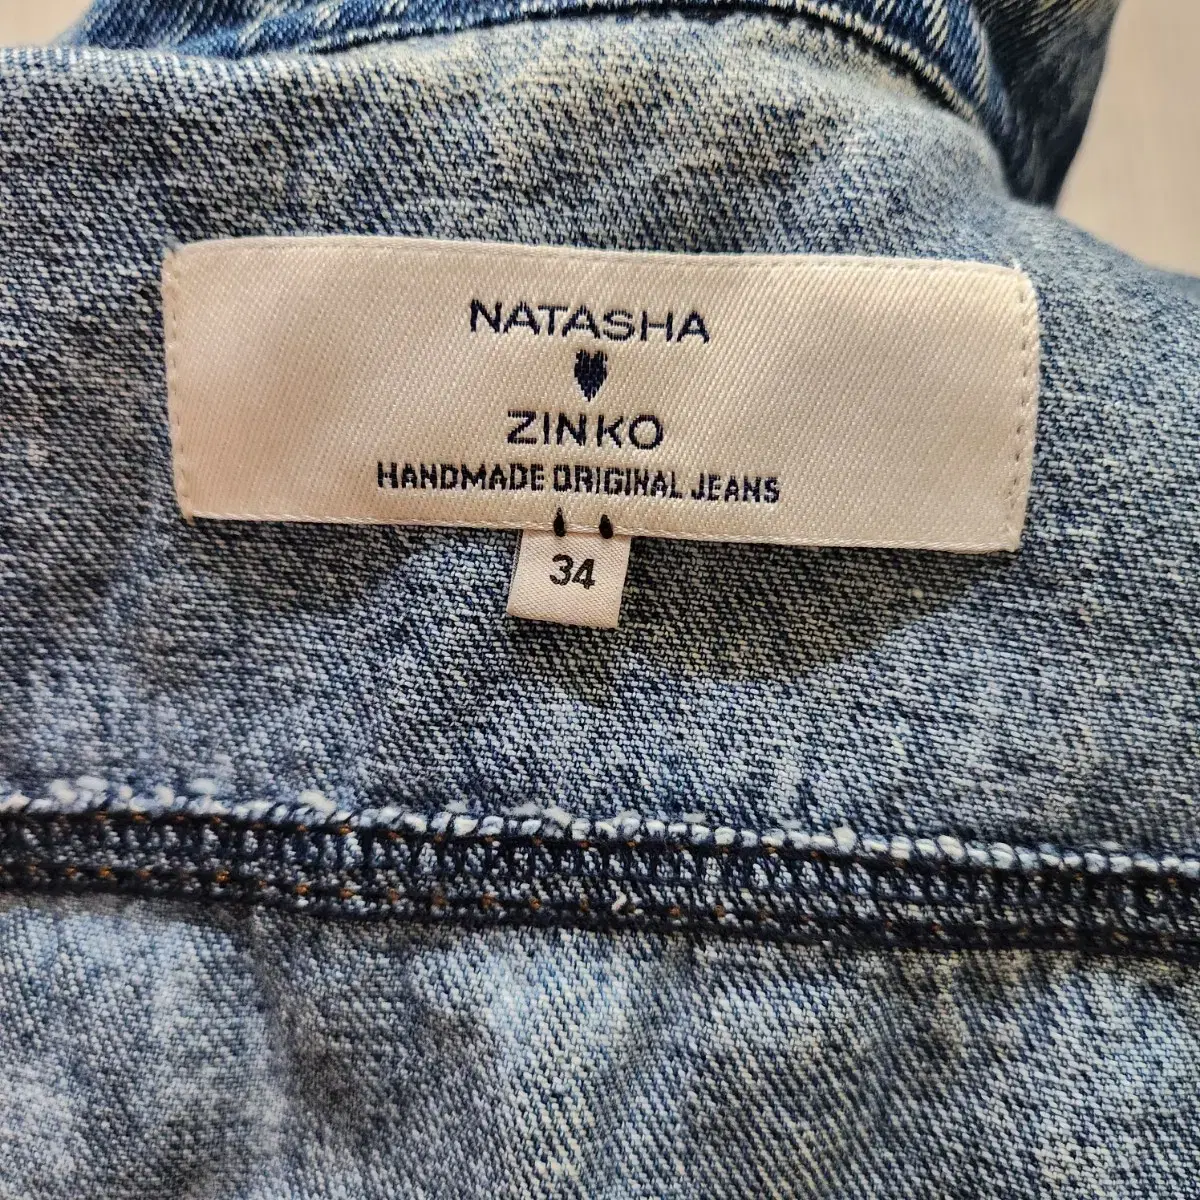 NATASHA
ZINKO
HANDMADE ORIGINAL JEANS
34